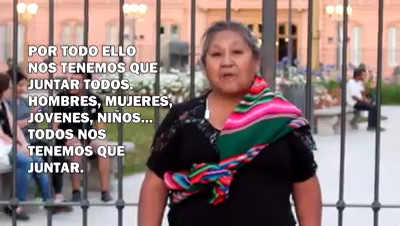 POR TODO ELLO
NOS TENEMOS QUE
JUNTAR TODOS.
HOMBRES, MUJERES,
JÓVENES, NIÑOS...
TODOS NOS
TENEMOS QUE
JUNTAR.